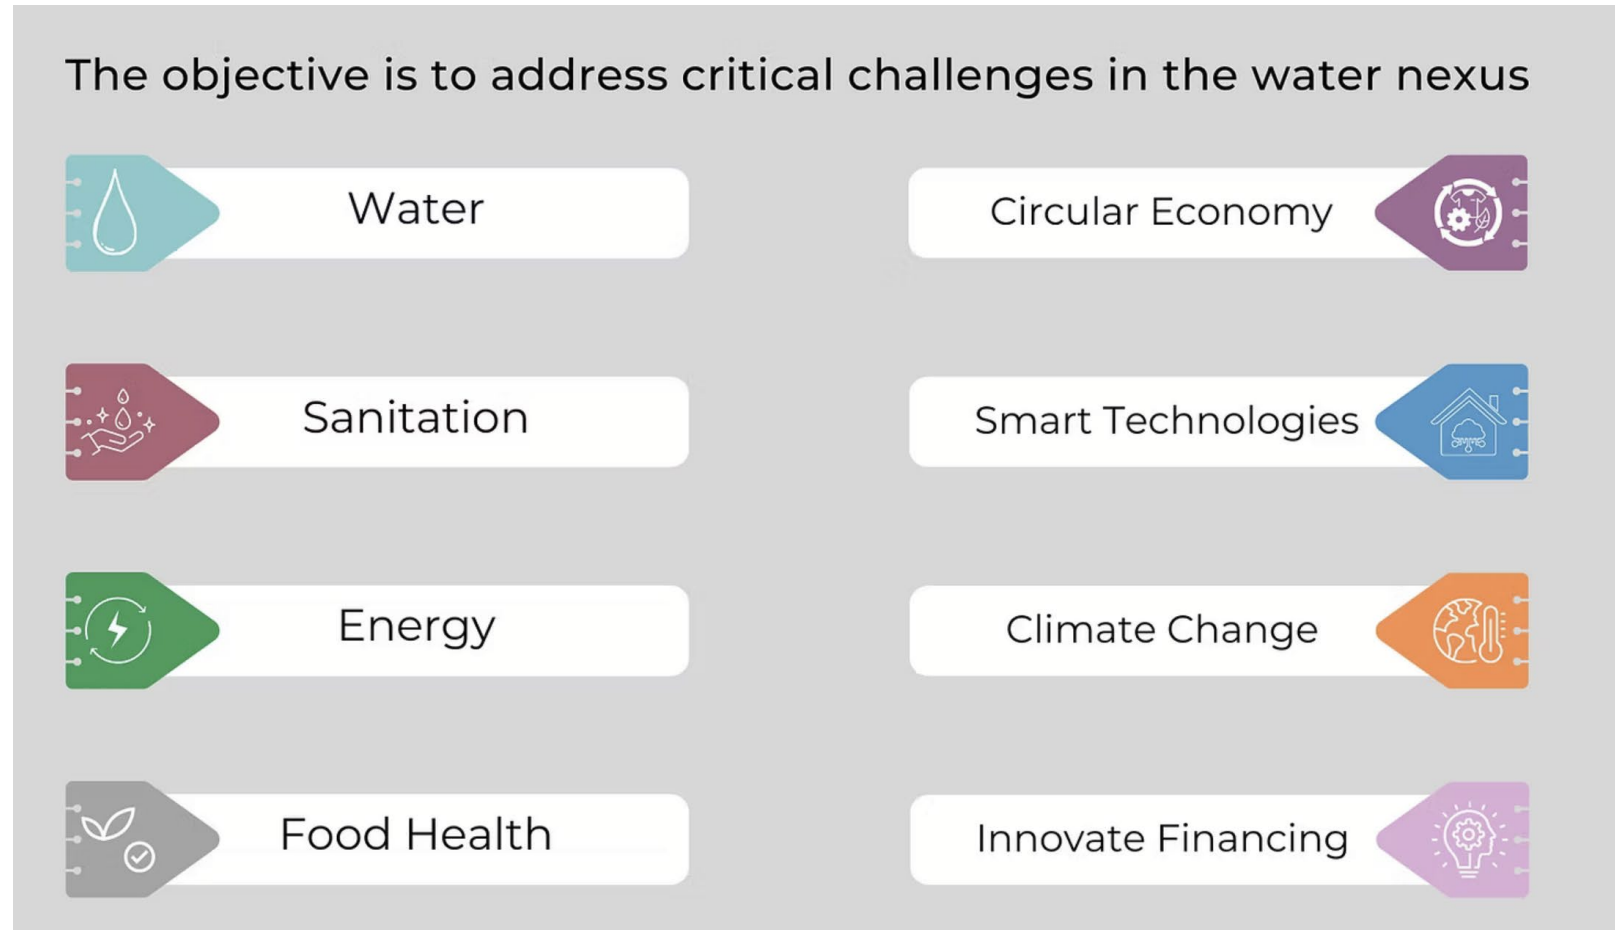 The objective is to address critical challenges in the water nexus
Water
Circular Economy
Sanitation
Smart Technologies
Energy
Climate Change
Food Health
Innovate Financing